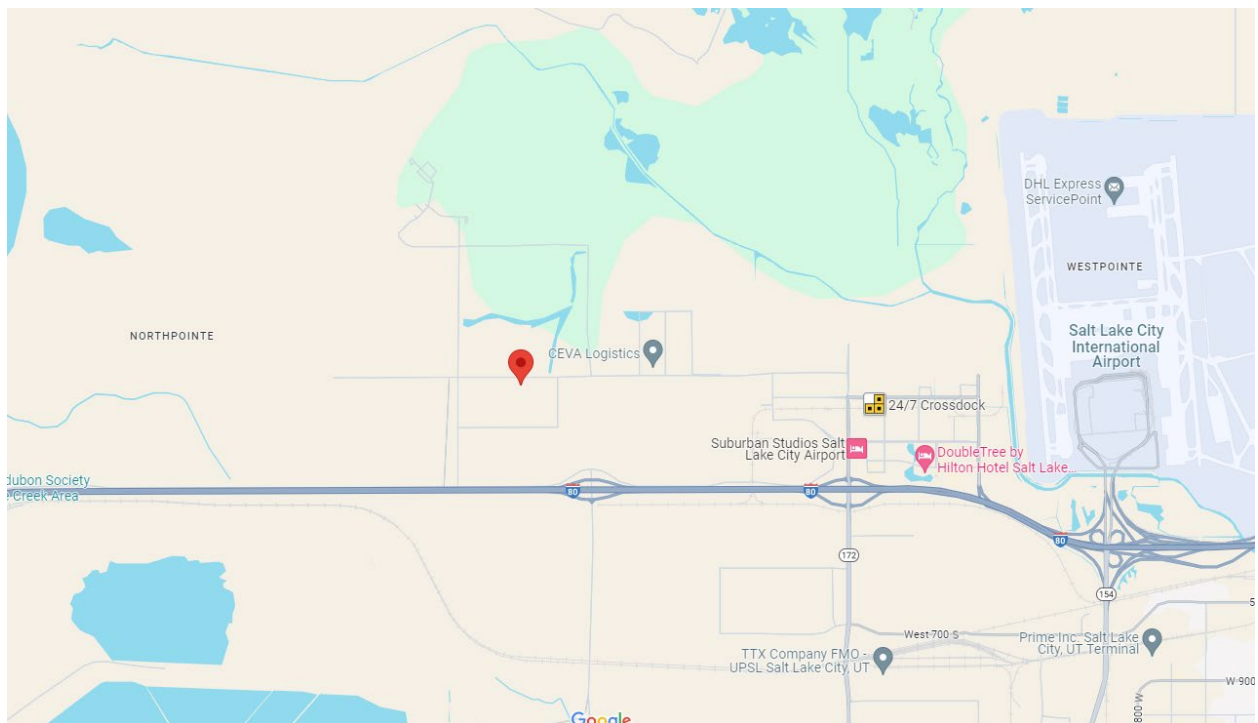 DHL Express
ServicePoint
WESTPOINTE
Salt Lake City
International
Airport
NORTHPOINTE
CEVA Logistics
24/7 Crossdock
Suburban Studios Salt
Lake City Airport
DoubleTree by
Hilton Hotel Salt Lake...
dubon Society
Creek Area
80
80
80
172
154
West 700 S
TTX Company FMO -
UPSL Salt Lake City, UT
Prime Inc. Salt Lake
City, UT Terminal
5
W 900
800 W
Google